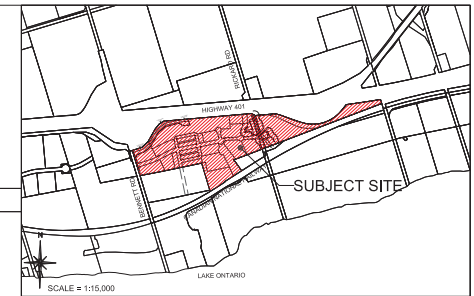 RICKARD RD
HIGHWAY 401
BENNETT RD
SUBJECT SITE
LAKE ONTARIO
SCALE = 1:15,000